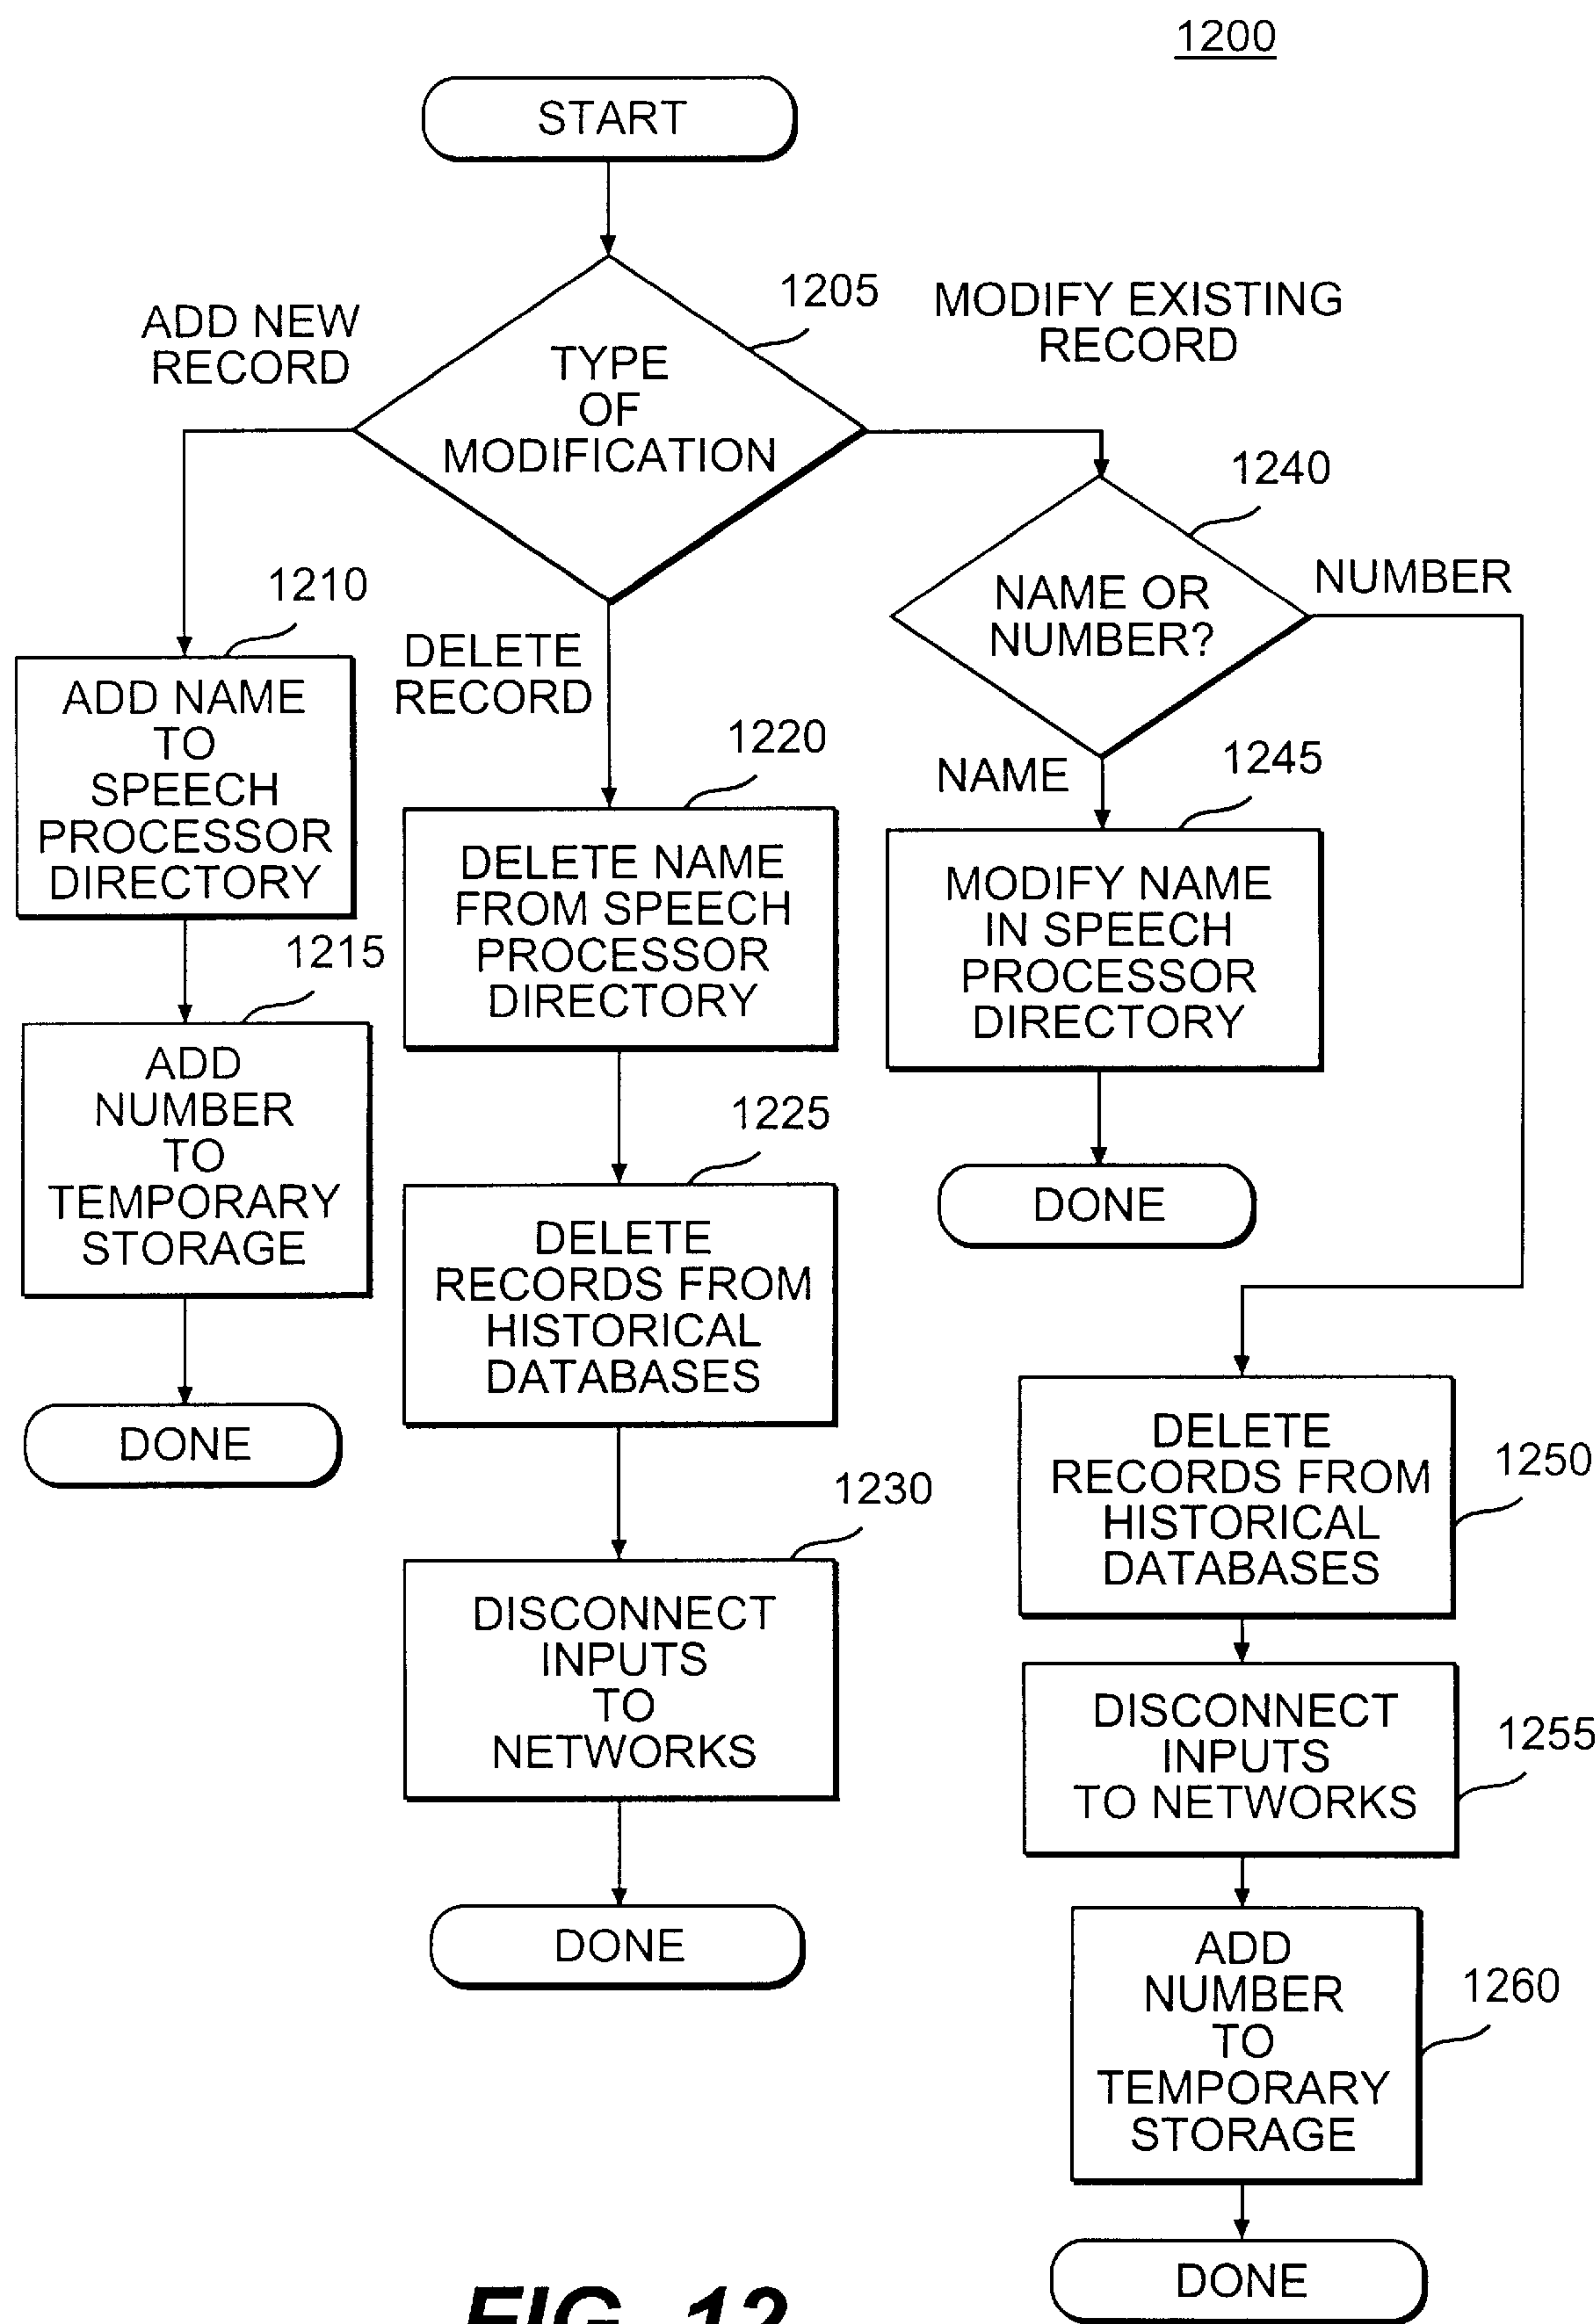 1200
START
ADD NEW
RECORD
1205
TYPE
OF
MODIFICATION
MODIFY EXISTING
RECORD
1210
ADD NAME
TO
SPEECH
PROCESSOR
DIRECTORY
1215
ADD
NUMBER
TO
TEMPORARY
STORAGE
DONE
DELETE
RECORD
1220
DELETE NAME
FROM SPEECH
PROCESSOR
DIRECTORY
1225
DELETE
RECORDS FROM
HISTORICAL
DATABASES
1230
DISCONNECT
INPUTS
TO
NETWORKS
DONE
1240
NAME OR
NUMBER?
NUMBER
NAME
1245
MODIFY NAME
IN SPEECH
PROCESSOR
DIRECTORY
DONE
DELETE
RECORDS FROM
HISTORICAL
DATABASES
1250
DISCONNECT
INPUTS
TO NETWORKS
1255
ADD
NUMBER
TO
TEMPORARY
STORAGE
1260
DONE
FIG. 12